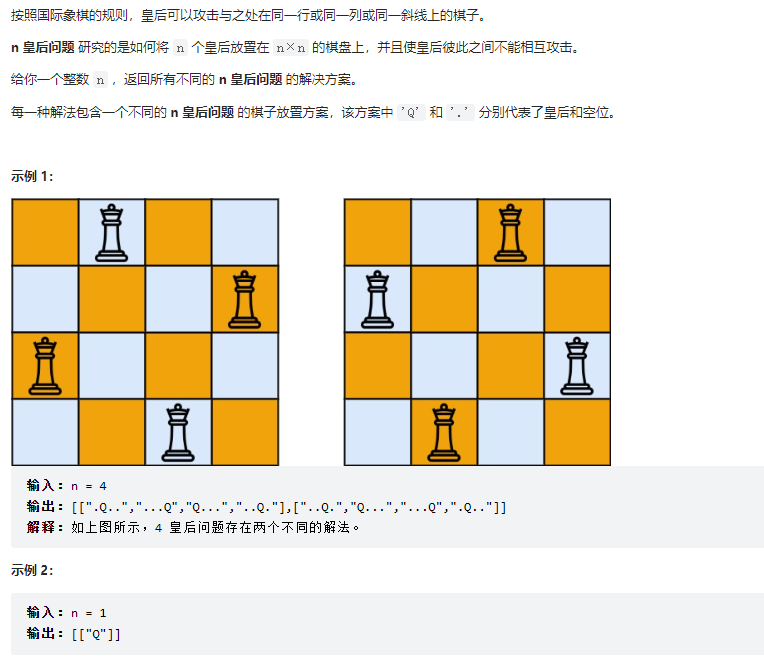 按照国际象棋的规则，皇后可以攻击与之处在同一行或同一列或同一斜线上的棋子。
n 皇后问题 研究的是如何将 n 个皇后放置在 n×n 的棋盘上，并且使皇后彼此之间不能相互攻击。
给你一个整数 n ，返回所有不同的 n 皇后问题 的解决方案。
每一种解法包含一个不同的 n 皇后问题 的棋子放置方案，该方案中 'Q' 和 '.' 分别代表了皇后和空位。
示例 1：
输入：n = 4
输出：[[".Q..","...Q","Q...","..Q."],["..Q.","Q...","...Q",".Q.."]]
解释：如上图所示，4 皇后问题存在两个不同的解法。
示例 2：
输入：n = 1
输出：[["Q"]]